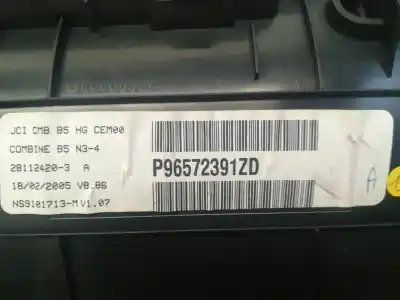 JCI CMB B5 HG CEM00
COMBINE B5 N3-4
28112420-3 A
18/02/2005 V8.86
NS9101713-M V1.07
P96572391ZD
A